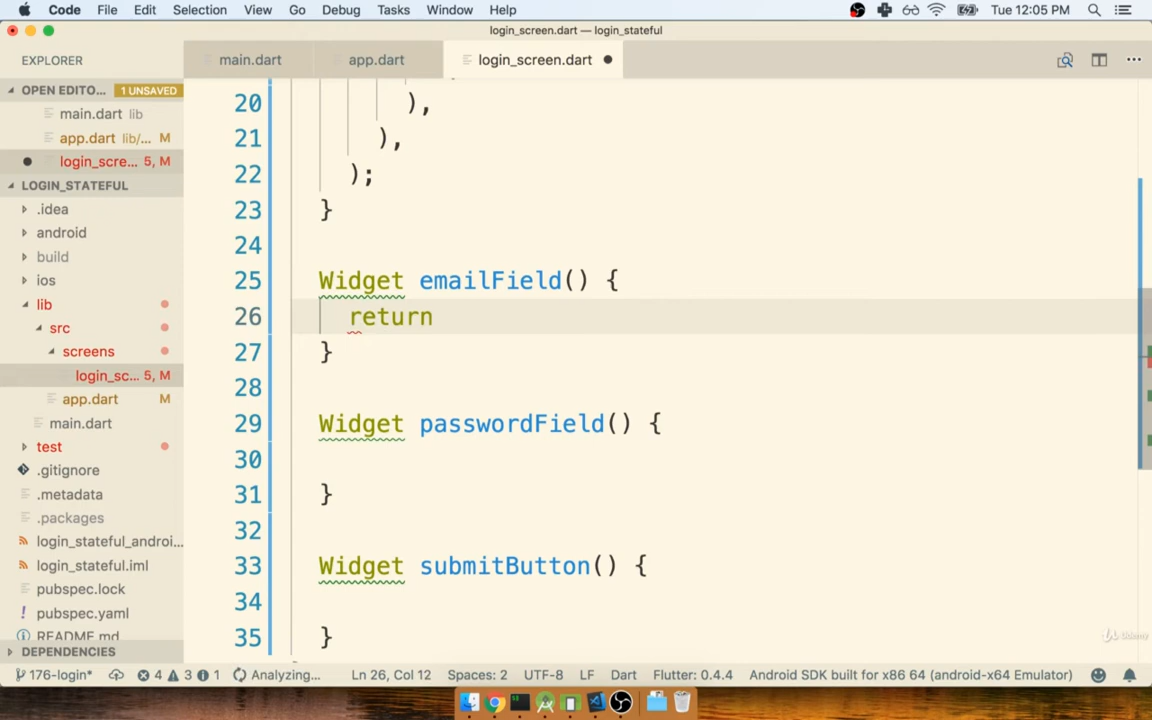 Code File Edit Selection View Go Debug Tasks Window Help Tue 12:05 PM
login_screen.dart — login_stateful
EXPLORER main.dart app.dart login_screen.dart
OPEN EDITO... 1 UNSAVED
main.dart lib
app.dart lib/... M
login_scre... 5, M
LOGIN_STATEFUL
.idea
android
build
ios
lib
src
screens
login_sc... 5, M
app.dart M
main.dart
test
.gitignore
.metadata
.packages
login_stateful_androi...
login_stateful.iml
pubspec.lock
pubspec.yaml
README.md
DEPENDENCIES
20 ),
21 ),
22 );
23 }
24
25 Widget emailField() {
26 return
27 }
28
29 Widget passwordField() {
30
31 }
32
33 Widget submitButton() {
34
35 }
Udemy
176-login* 4 3 1 Analyzing... Ln 26, Col 12 Spaces: 2 UTF-8 LF Dart Flutter: 0.4.4 Android SDK built for x86 64 (android-x64 Emulator)